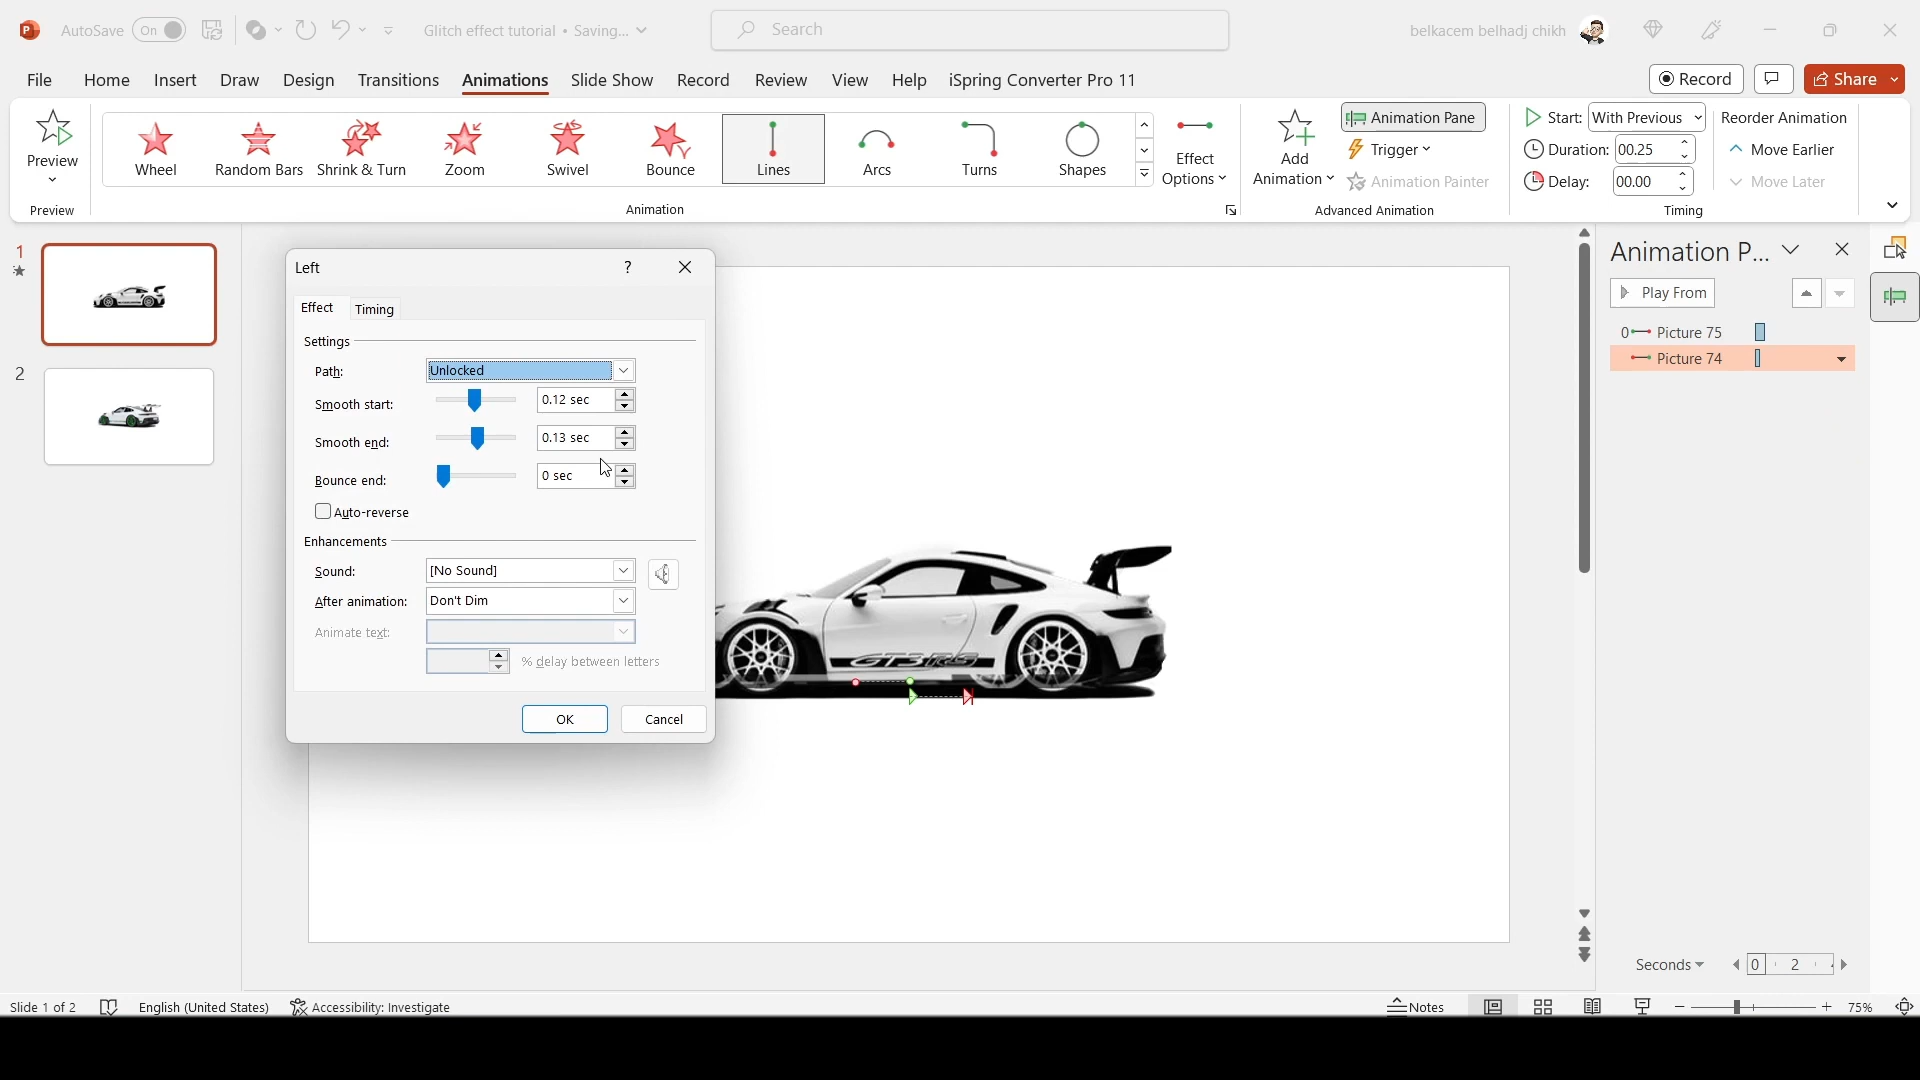 AutoSave On Glitch effect tutorial • Saving... Search belkacem belhadj chikh
File Home Insert Draw Design Transitions Animations Slide Show Record Review View Help iSpring Converter Pro 11 Record Share
Preview
Wheel Random Bars Shrink & Turn Zoom Swivel Bounce Lines Arcs Turns Shapes
Effect Options
Add Animation
Animation Pane
Trigger
Animation Painter
Start: With Previous
Duration: 00.25
Delay: 00.00
Reorder Animation
Move Earlier
Move Later
Preview Animation Advanced Animation Timing
1
2
Left ?
Effect Timing
Settings
Path: Unlocked
Smooth start: 0.12 sec
Smooth end: 0.13 sec
Bounce end: 0 sec
Auto-reverse
Enhancements
Sound: [No Sound]
After animation: Don't Dim
Animate text:
% delay between letters
OK Cancel
GT3 RS
Animation P...
Play From
0 Picture 75
Picture 74
Seconds 0 2
Slide 1 of 2 English (United States) Accessibility: Investigate Notes 75%